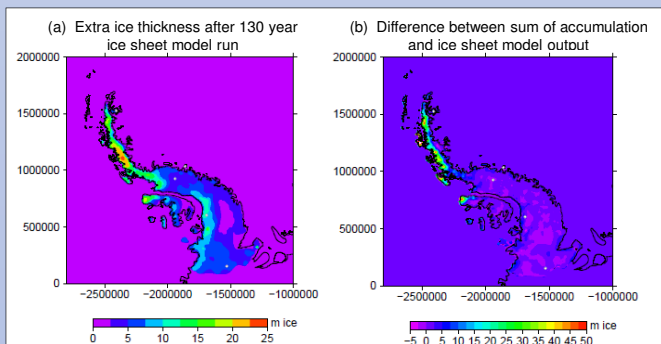 (a) Extra ice thickness after 130 year
ice sheet model run
2000000
1500000
1000000
500000
0
−2500000 −2000000 −1500000 −1000000
m ice
0 5 10 15 20 25
(b) Difference between sum of accumulation
and ice sheet model output
2000000
1500000
1000000
500000
0
−2500000 −2000000 −1500000 −1000000
m ice
−5 0 5 10 15 20 25 30 35 40 45 50